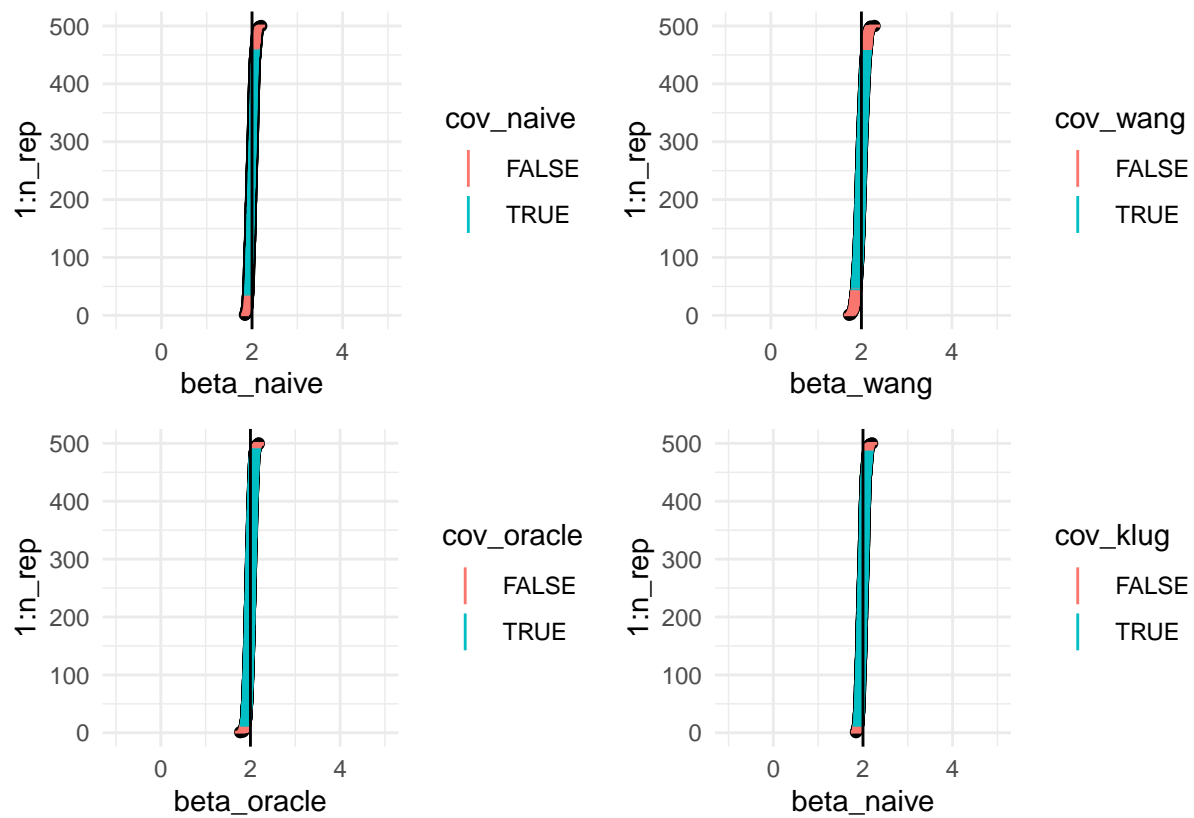 500
400
300
200
100
0
1:n_rep
0 2 4
beta_naive
cov_naive
FALSE
TRUE
500
400
300
200
100
0
1:n_rep
0 2 4
beta_wang
cov_wang
FALSE
TRUE
500
400
300
200
100
0
1:n_rep
0 2 4
beta_oracle
cov_oracle
FALSE
TRUE
500
400
300
200
100
0
1:n_rep
0 2 4
beta_naive
cov_klug
FALSE
TRUE